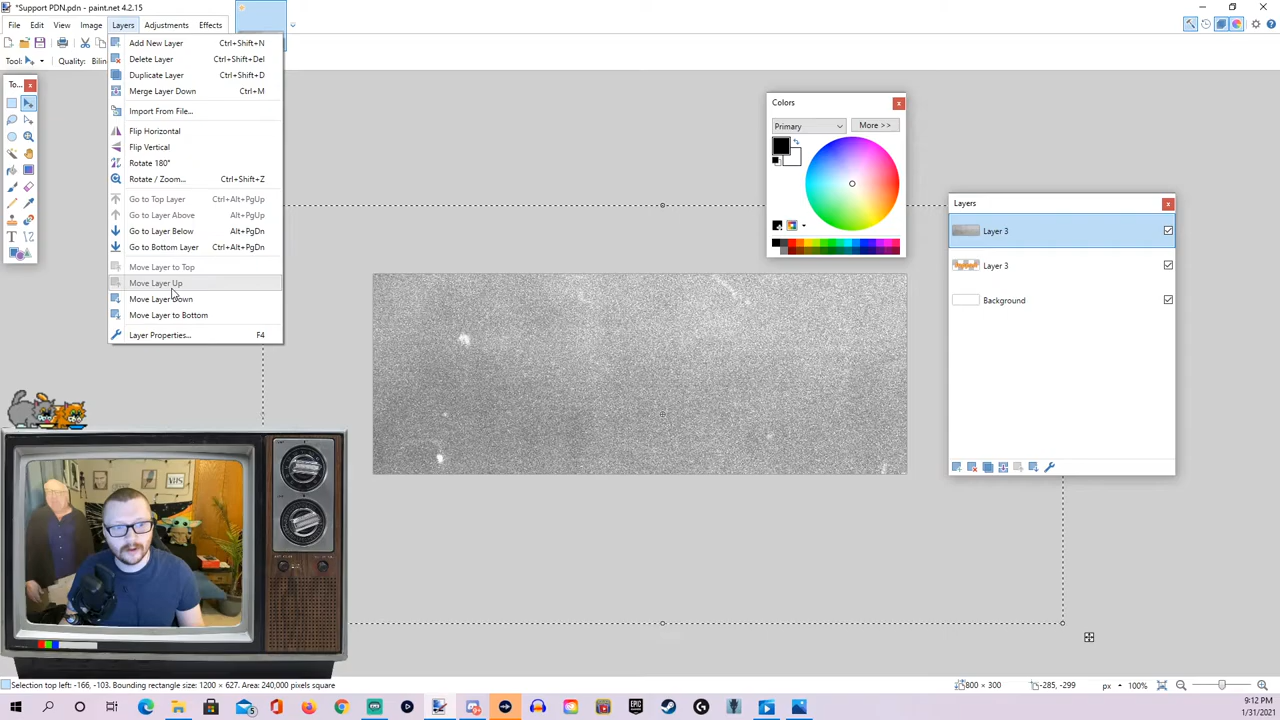 *Support PDN.pdn - paint.net 4.2.15
File Edit View Image Layers Adjustments Effects
Tool: Quality: Bilin
To...
Add New Layer Ctrl+Shift+N
Delete Layer Ctrl+Shift+Del
Duplicate Layer Ctrl+Shift+D
Merge Layer Down Ctrl+M
Import From File...
Flip Horizontal
Flip Vertical
Rotate 180°
Rotate / Zoom... Ctrl+Shift+Z
Go to Top Layer Ctrl+Alt+PgUp
Go to Layer Above Alt+PgUp
Go to Layer Below Alt+PgDn
Go to Bottom Layer Ctrl+Alt+PgDn
Move Layer to Top
Move Layer Up
Move Layer Down
Move Layer to Bottom
Layer Properties... F4
Colors
Primary More >>
Layers
Layer 3
Layer 3
Background
Selection top left: -166, -103. Bounding rectangle size: 1200 × 627. Area: 240,000 pixels square
800 × 300 -285, -299 px 100%
5
EPIC
9:12 PM
1/31/2021